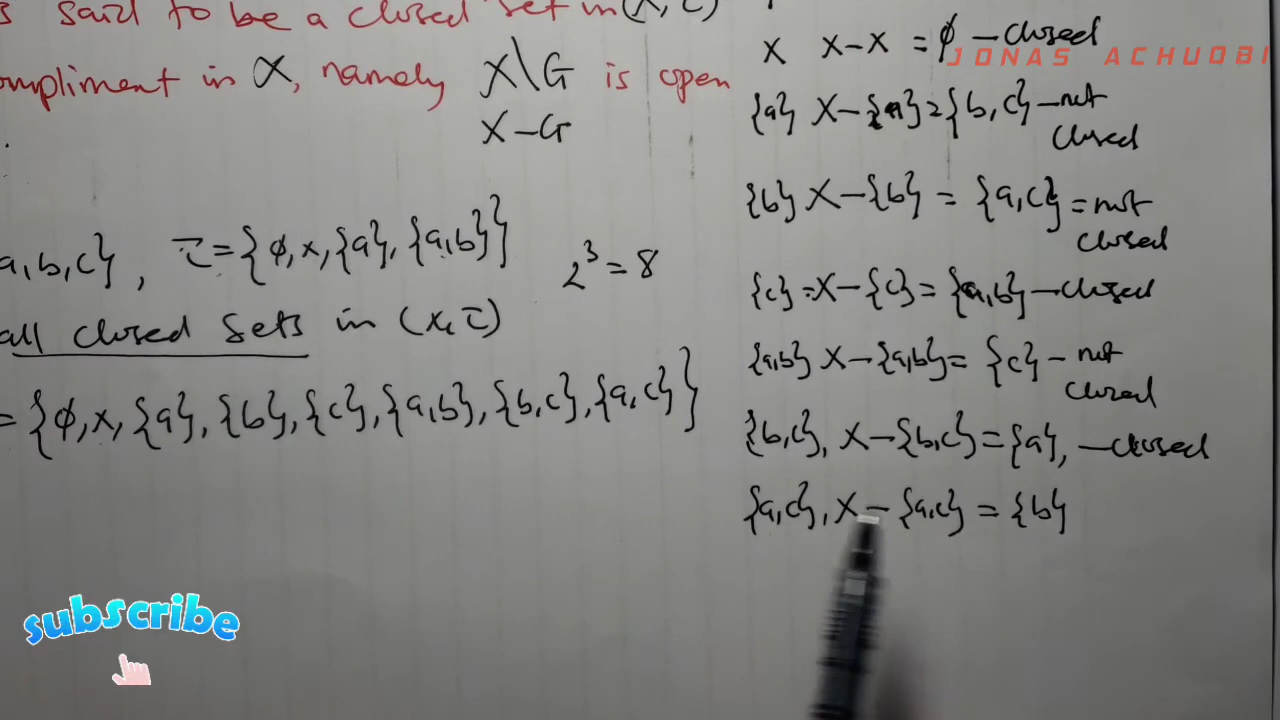 said to be a closed set in (X, τ)
compliment in X, namely X\G is open
X-G
a,b,c}, τ={ϕ,x,{a},{a,b}} 2³=8
all closed sets in (x,τ)
={ϕ,x,{a},{b},{c},{a,b},{b,c},{a,c}}
X X-X =ϕ -closed
JONAS ACHUOBI
{a} X-{a}={b,c}-not
closed
{b} X-{b} = {a,c}=not
closed
{c}=X-{c}={a,b}-closed
{a,b} X-{a,b}={c}-not
closed
{b,c}, X-{b,c}={a}, -closed
{a,c}, X-{a,c} = {b}
subscribe